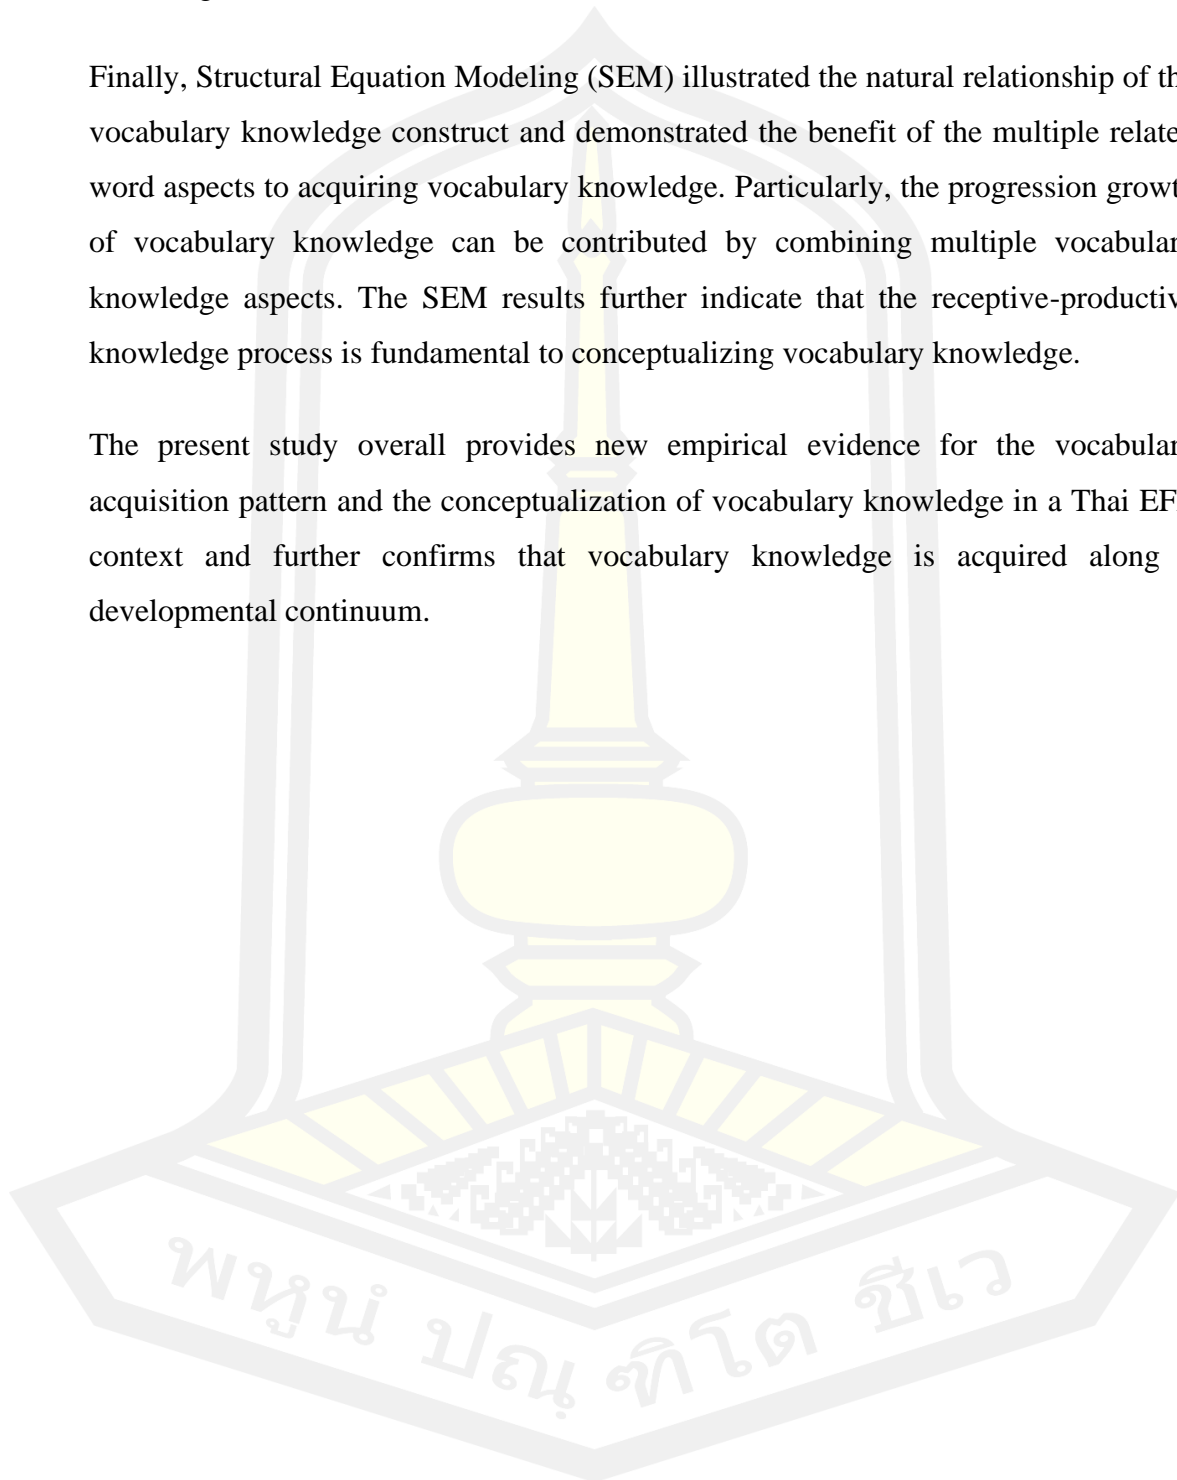 Finally, Structural Equation Modeling (SEM) illustrated the natural relationship of th
vocabulary knowledge construct and demonstrated the benefit of the multiple relate
word aspects to acquiring vocabulary knowledge. Particularly, the progression growt
of vocabulary knowledge can be contributed by combining multiple vocabular
knowledge aspects. The SEM results further indicate that the receptive-productiv
knowledge process is fundamental to conceptualizing vocabulary knowledge.
The present study overall provides new empirical evidence for the vocabular
acquisition pattern and the conceptualization of vocabulary knowledge in a Thai EF
context and further confirms that vocabulary knowledge is acquired along
developmental continuum.
พหูนํ ปณฺ ฑิโต ชีเว